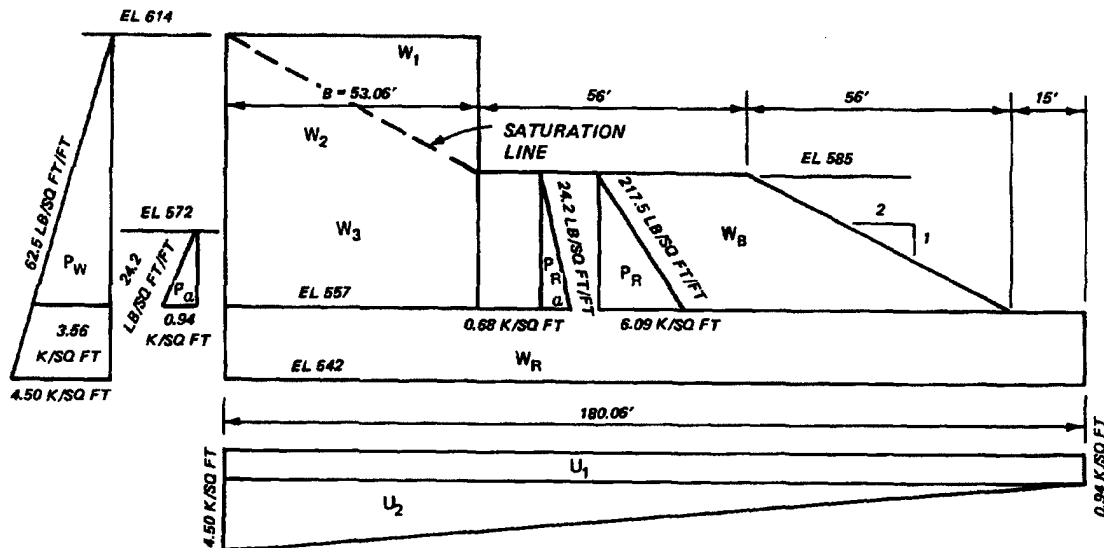 EL 614
W1
B = 53.06'
56'
56'
15'
W2
SATURATION
LINE
EL 585
62.5 LB/SQ FT/FT
EL 572
24.2
LB/SQ FT/FT
24.2 LB/SQ FT/FT
217.5 LB/SQ FT/FT
2
1
W3
WB
PW
Pa
PRa
PR
EL 557
0.94
K/SQ FT
0.68 K/SQ FT
6.09 K/SQ FT
3.56
K/SQ FT
WR
EL 542
4.50 K/SQ FT
180.06'
4.50 K/SQ FT
U1
U2
0.94 K/SQ FT